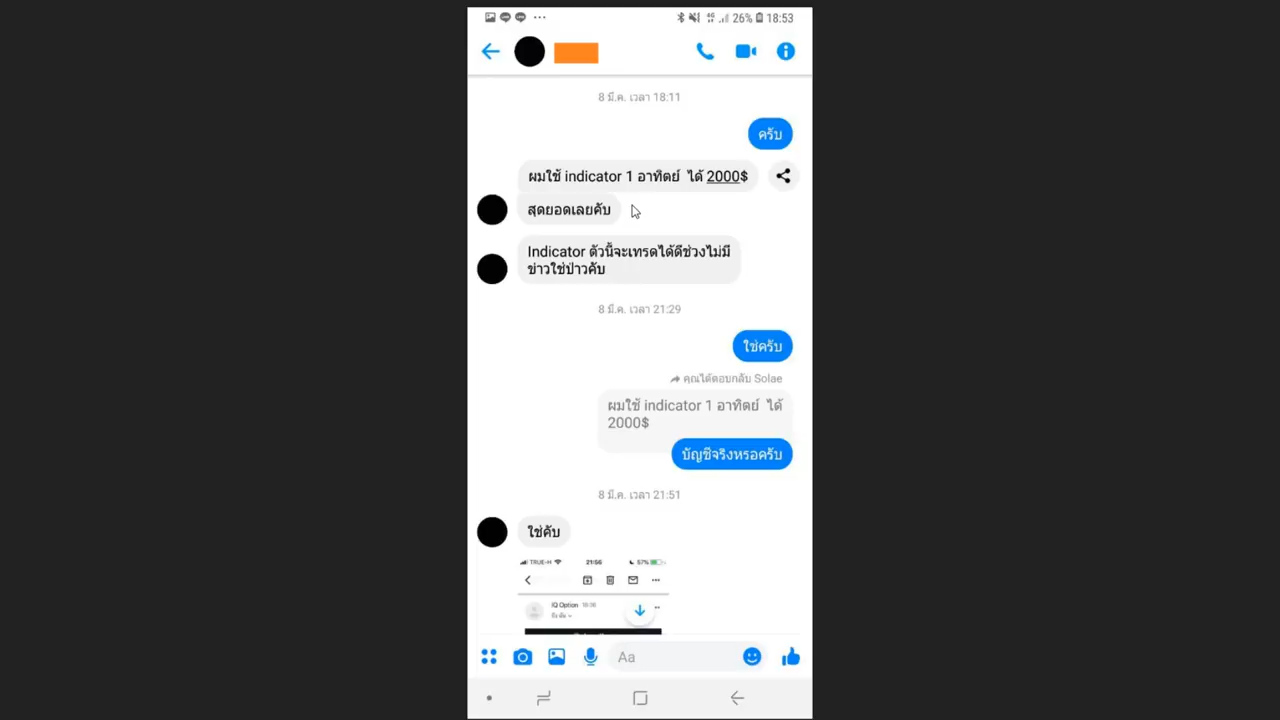 26% 18:53
8 มี.ค. เวลา 18:11
ครับ
ผมใช้ indicator 1 อาทิตย์ ได้ 2000$
สุดยอดเลยคับ
Indicator ตัวนี้จะเทรดได้ดีช่วงไม่มี
ข่าวใช่ป่าวคับ
8 มี.ค. เวลา 21:29
ใช่ครับ
คุณได้ตอบกลับ Solae
ผมใช้ indicator 1 อาทิตย์ ได้
2000$
บัญชีจริงหรอครับ
8 มี.ค. เวลา 21:51
ใช่คับ
TRUE-H 21:56 57%
IQ Option 18:38
Aa